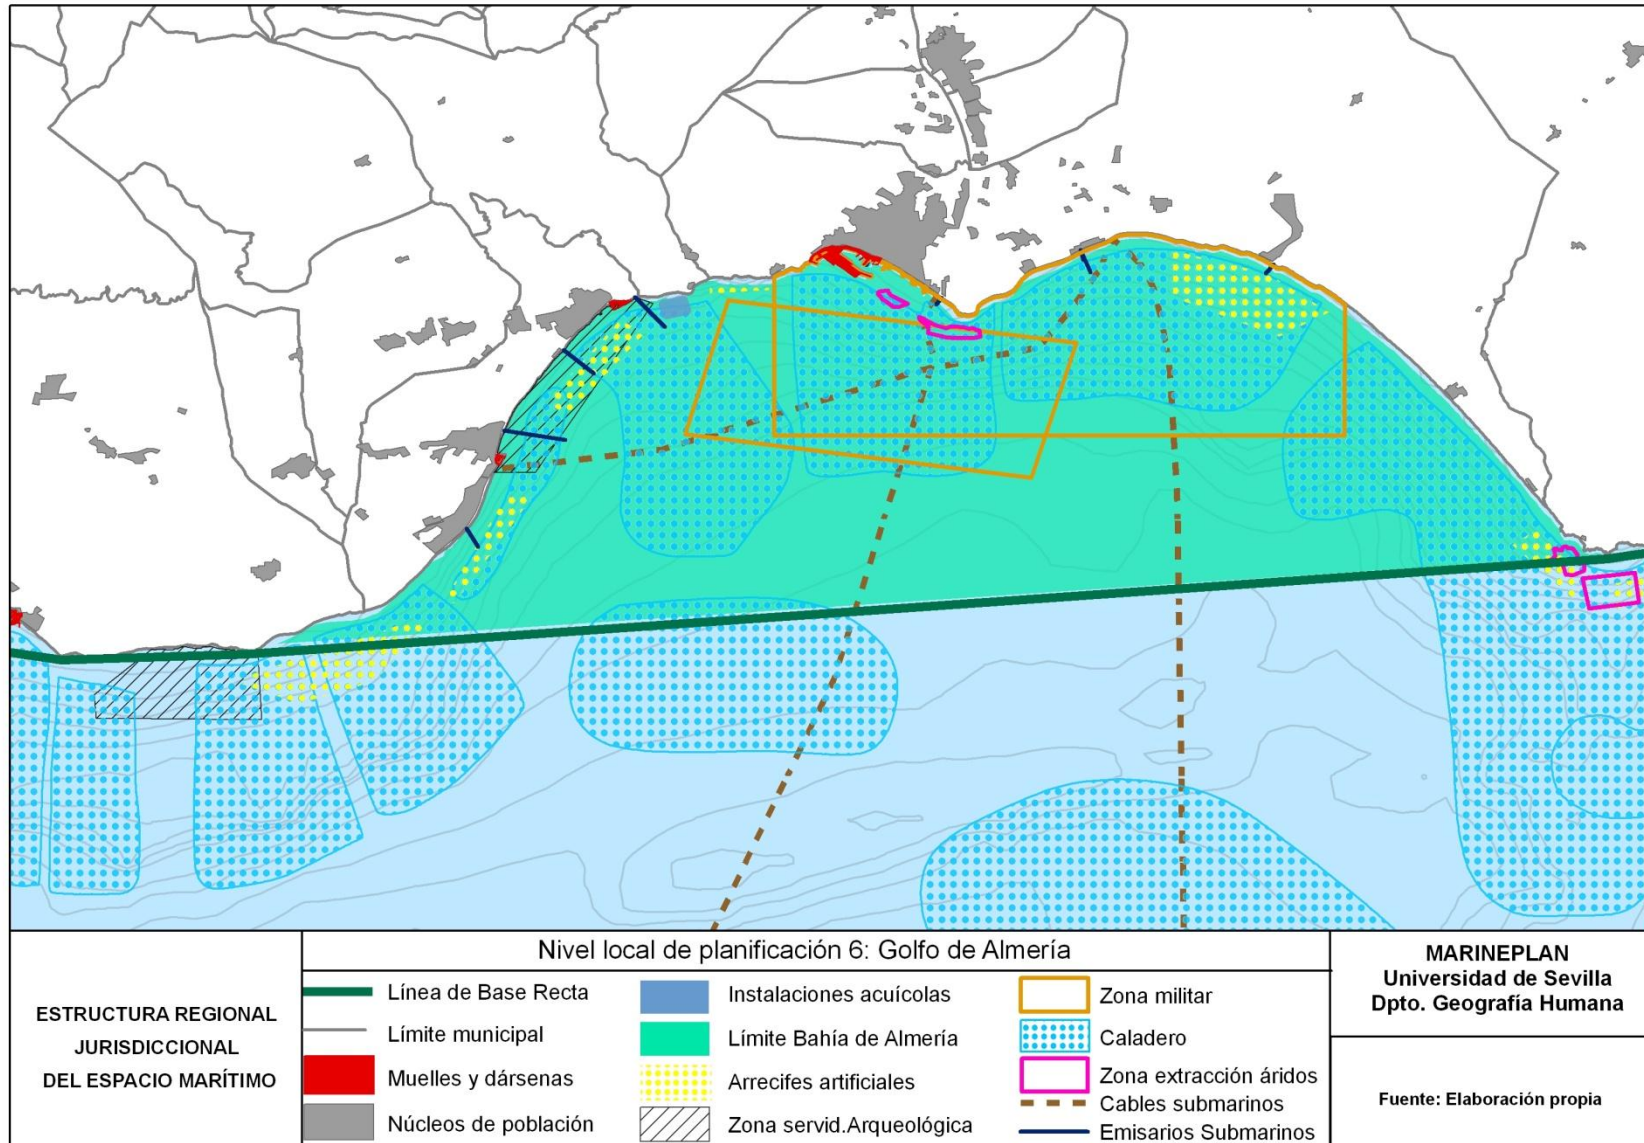 ESTRUCTURA REGIONAL
JURISDICCIONAL
DEL ESPACIO MARÍTIMO
Nivel local de planificación 6: Golfo de Almería
Línea de Base Recta
Límite municipal
Muelles y dársenas
Núcleos de población
Instalaciones acuícolas
Límite Bahía de Almería
Arrecifes artificiales
Zona servid.Arqueológica
Zona militar
Caladero
Zona extracción áridos
Cables submarinos
Emisarios Submarinos
MARINEPLAN
Universidad de Sevilla
Dpto. Geografía Humana
Fuente: Elaboración propia